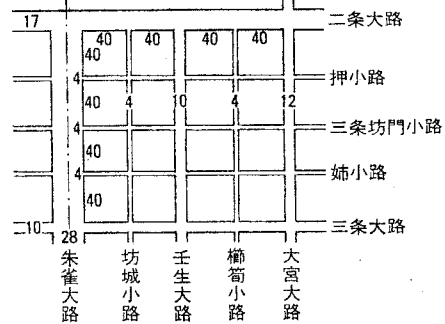 17
二条大路
40 40 40 40
40
4
押小路
40 4 10 4 12
4
三条坊門小路
40
4
姉小路
40
10
三条大路
28
朱雀大路
坊城小路
壬生大路
櫛笥小路
大宮大路